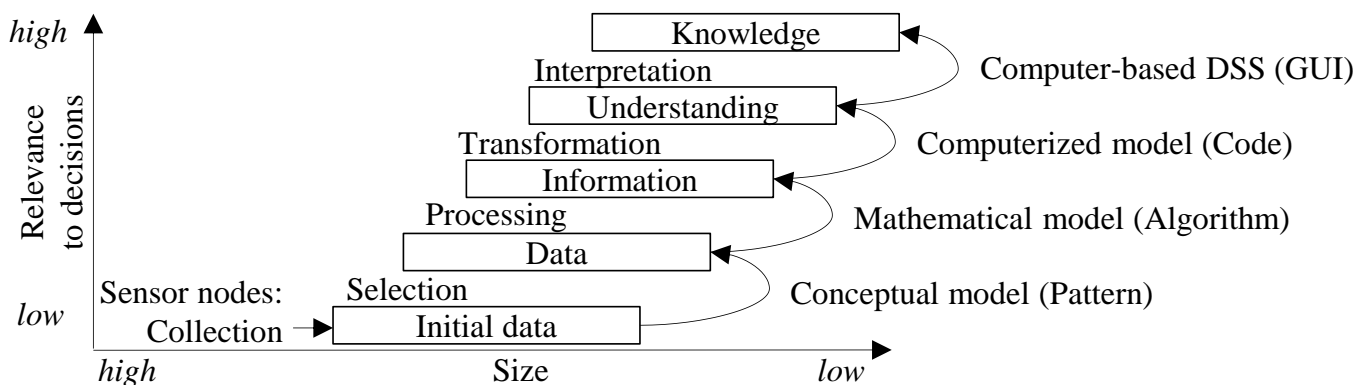 high
Knowledge
Interpretation
Computer-based DSS (GUI)
Understanding
Transformation
Computerized model (Code)
Information
Processing
Mathematical model (Algorithm)
Data
Selection
Conceptual model (Pattern)
Sensor nodes:
Collection
Initial data
Relevance
to decisions
low
high
Size
low